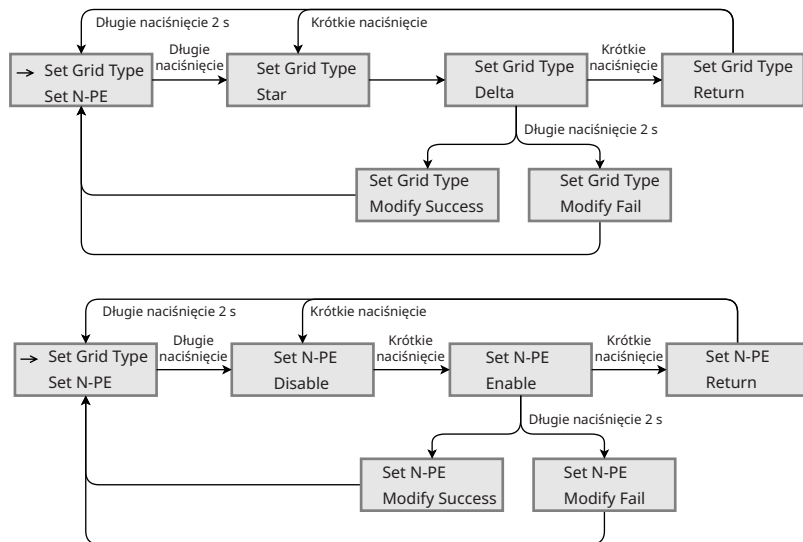 Długie naciśnięcie 2 s
Krótkie naciśnięcie
→ Set Grid Type
Set N-PE
Długie
naciśnięcie
Set Grid Type
Star
Set Grid Type
Delta
Krótkie
naciśnięcie
Set Grid Type
Return
Długie naciśnięcie 2 s
Set Grid Type
Modify Success
Set Grid Type
Modify Fail
Długie naciśnięcie 2 s
Krótkie naciśnięcie
→ Set Grid Type
Set N-PE
Długie
naciśnięcie
Set N-PE
Disable
Krótkie
naciśnięcie
Set N-PE
Enable
Krótkie
naciśnięcie
Set N-PE
Return
Długie naciśnięcie 2 s
Set N-PE
Modify Success
Set N-PE
Modify Fail